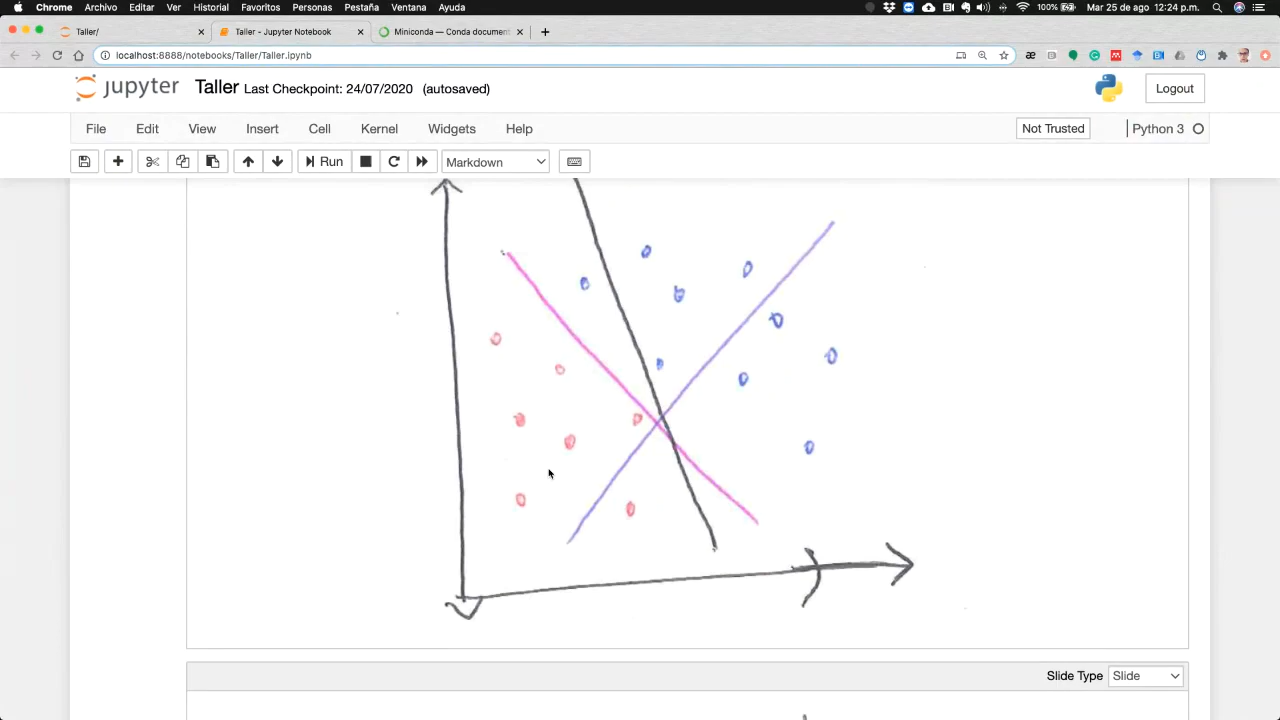 Chrome Archivo Editar Ver Historial Favoritos Personas Pestaña Ventana Ayuda 100% Mar 25 de ago 12:24 p.m.
Taller/ Taller - Jupyter Notebook Miniconda — Conda document
localhost:8888/notebooks/Taller/Taller.ipynb
jupyter Taller Last Checkpoint: 24/07/2020 (autosaved) Logout
File Edit View Insert Cell Kernel Widgets Help Not Trusted Python 3
Run Markdown
Slide Type Slide